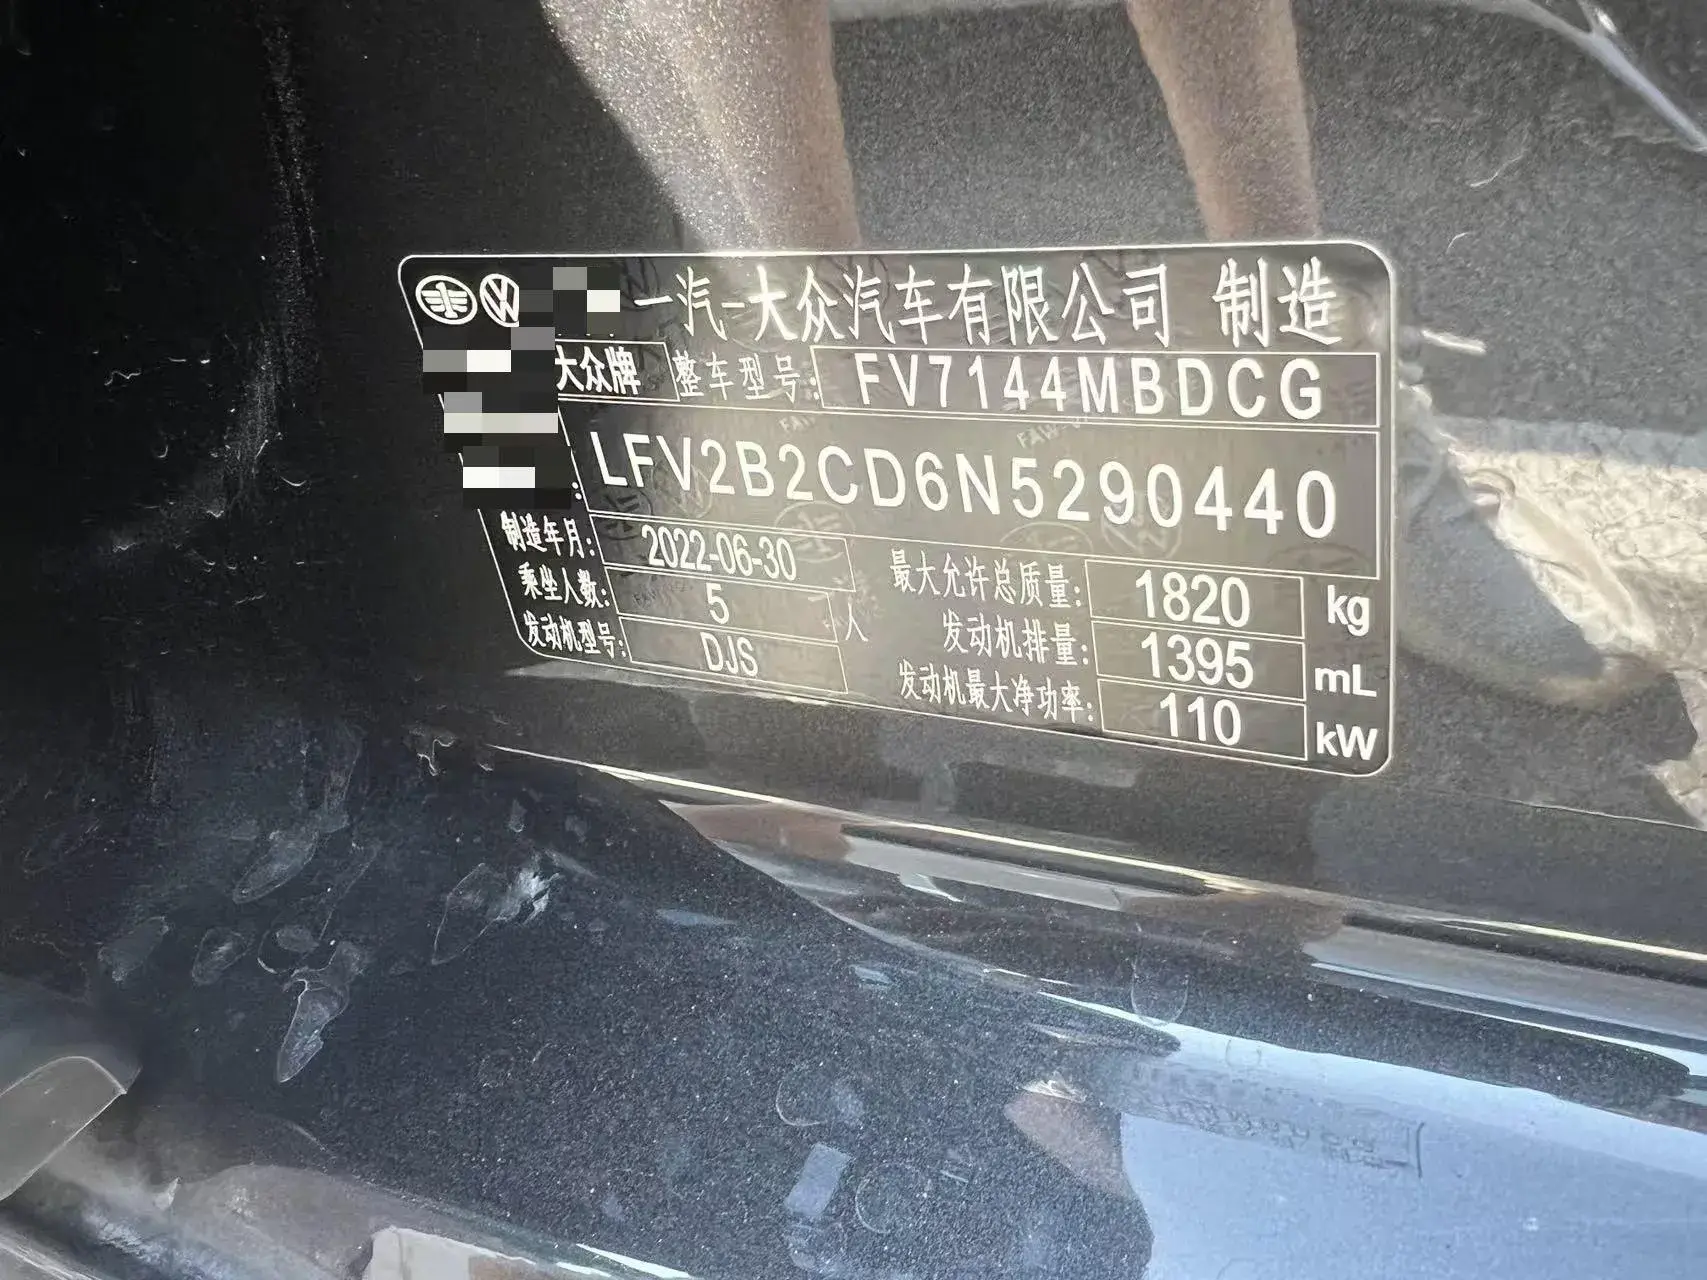 一汽-大众汽车有限公司 制造
大众牌 整车型号: FV7144MBDCG
: LFV2B2CD6N5290440
制造年月: 2022-06-30 最大允许总质量: 1820 kg
乘坐人数: 5 人 发动机排量: 1395 mL
发动机型号: DJS 发动机最大净功率: 110 kW